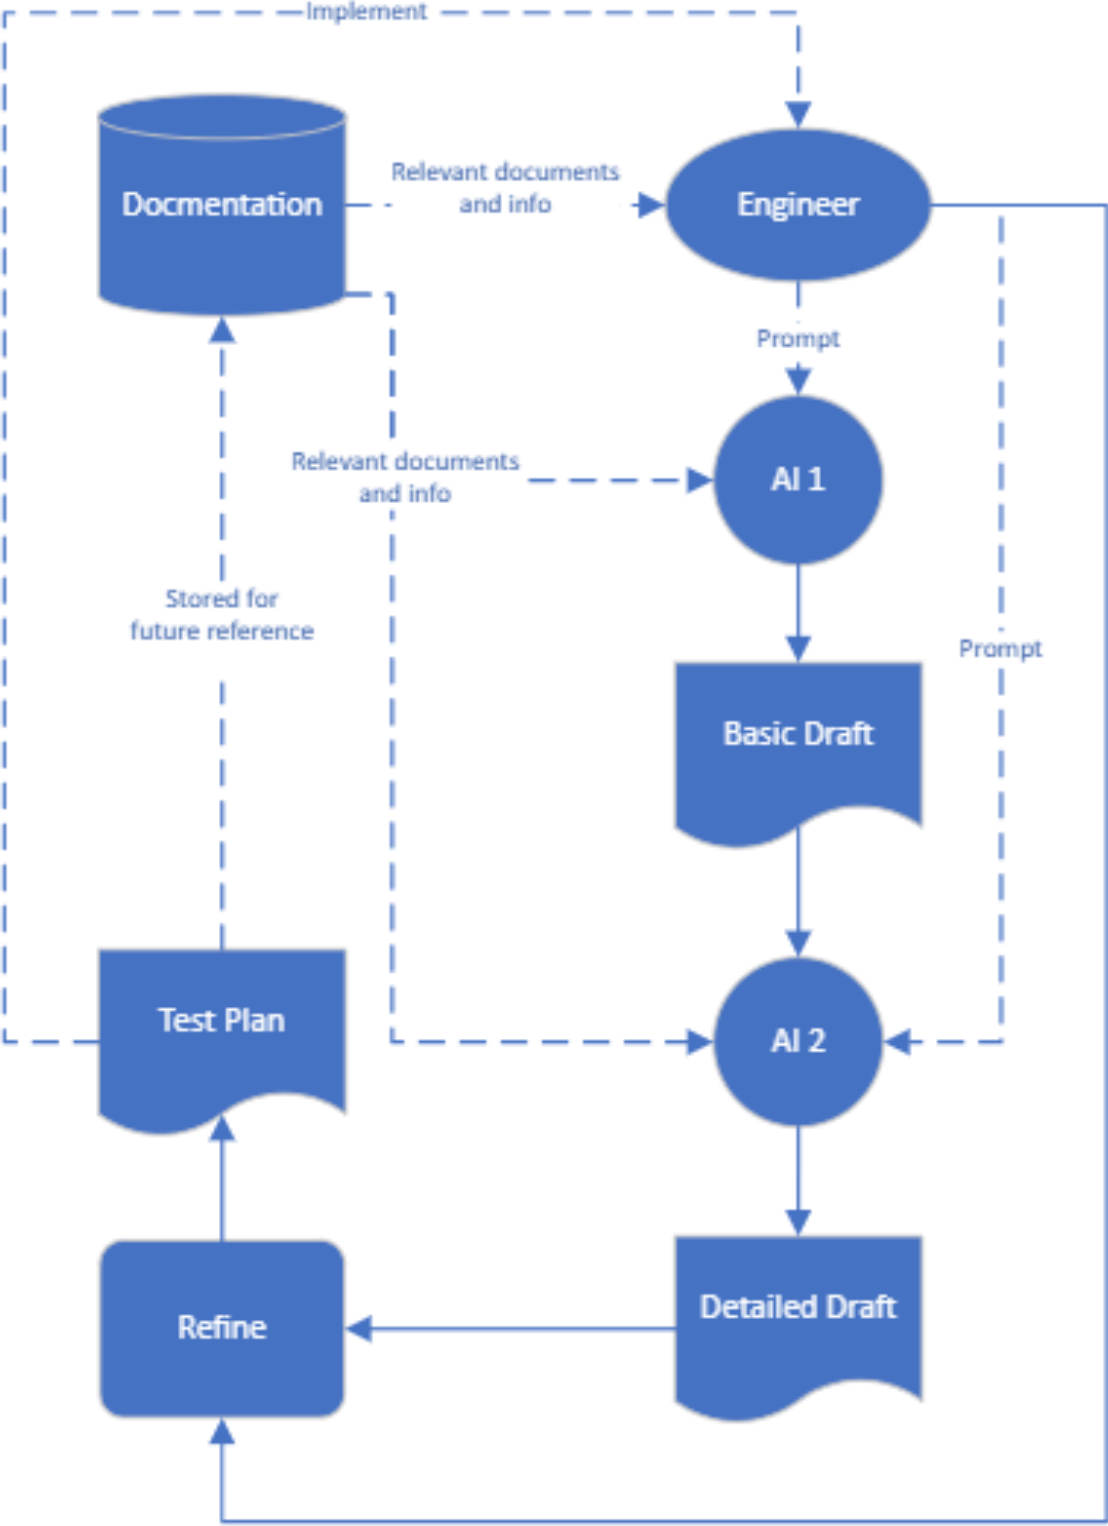 Implement
Docmentation
Relevant documents
and info
Engineer
Prompt
Relevant documents
and info
AI 1
Stored for
future reference
Prompt
Basic Draft
Test Plan
AI 2
Detailed Draft
Refine